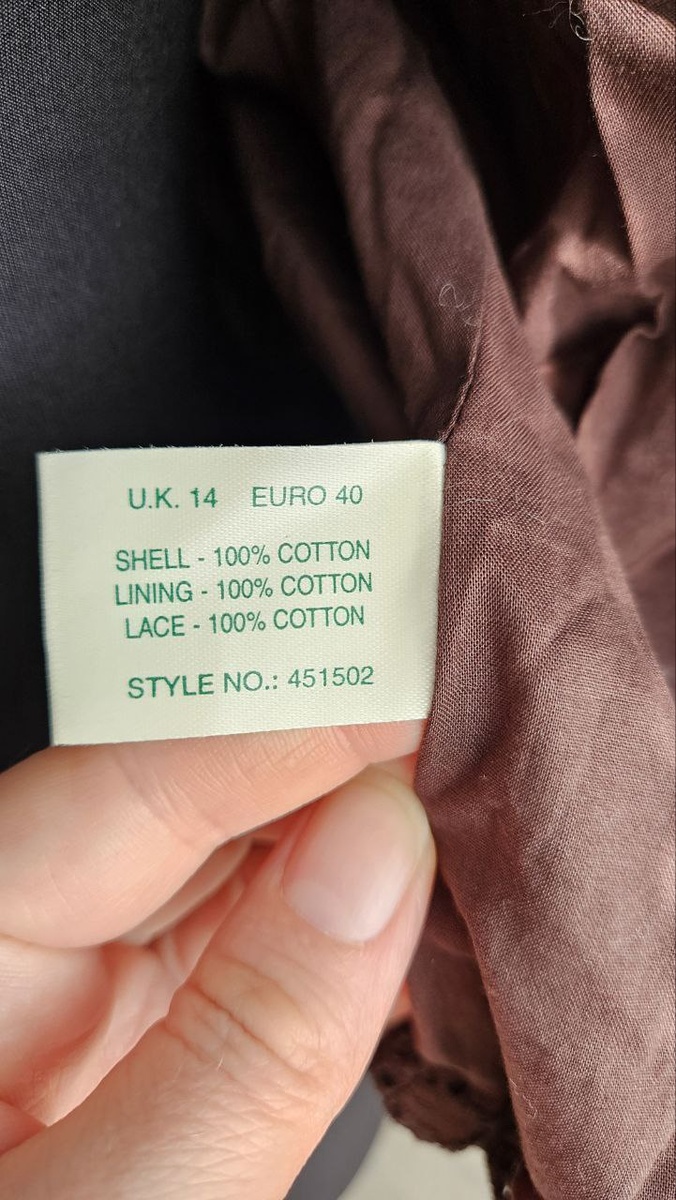 U.K. 14 EURO 40
SHELL - 100% COTTON
LINING - 100% COTTON
LACE - 100% COTTON
STYLE NO.: 451502